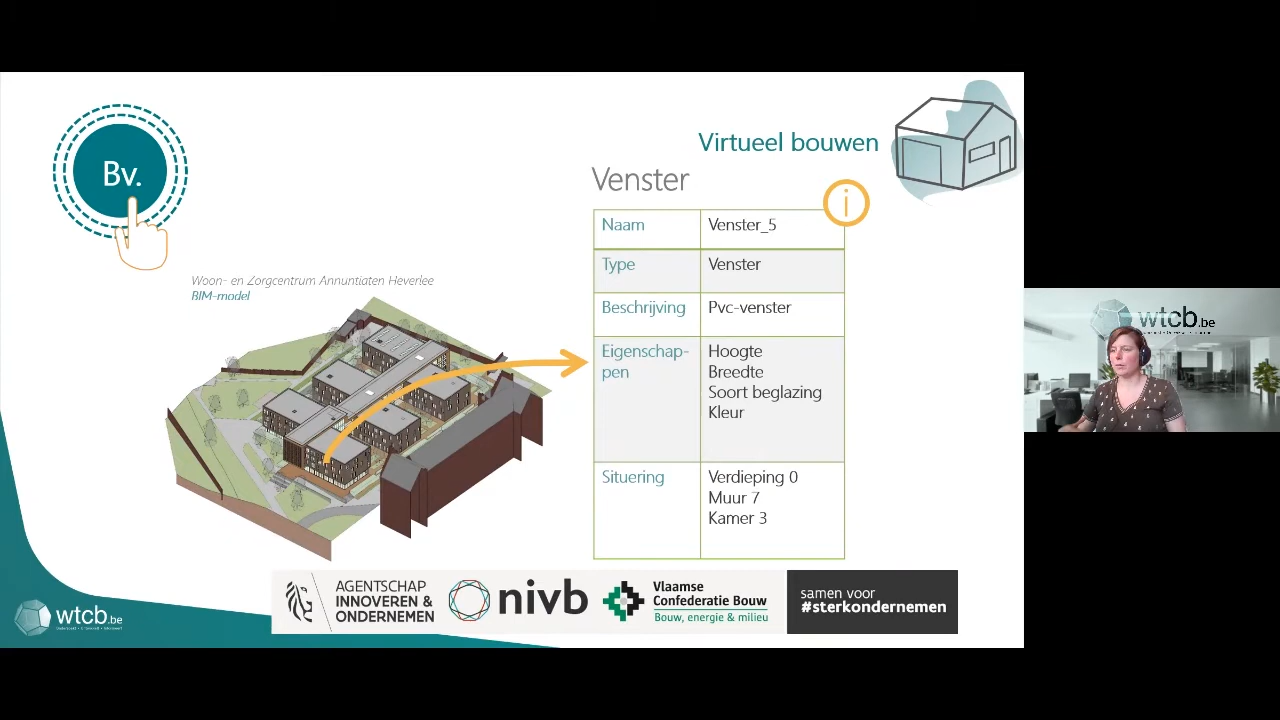 Bv.
Virtueel bouwen
Venster
i
Naam
Venster_5
Type
Venster
Beschrijving
Pvc-venster
Eigenschap-
pen
Hoogte
Breedte
Soort beglazing
Kleur
Situering
Verdieping 0
Muur 7
Kamer 3
Woon- en Zorgcentrum Annuntiaten Heverlee
BIM-model
wtcb.be
wtcb.be
AGENTSCHAP
INNOVEREN &
ONDERNEMEN
nivb
Vlaamse
Confederatie Bouw
Bouw, energie & milieu
samen voor
#sterkondernemen